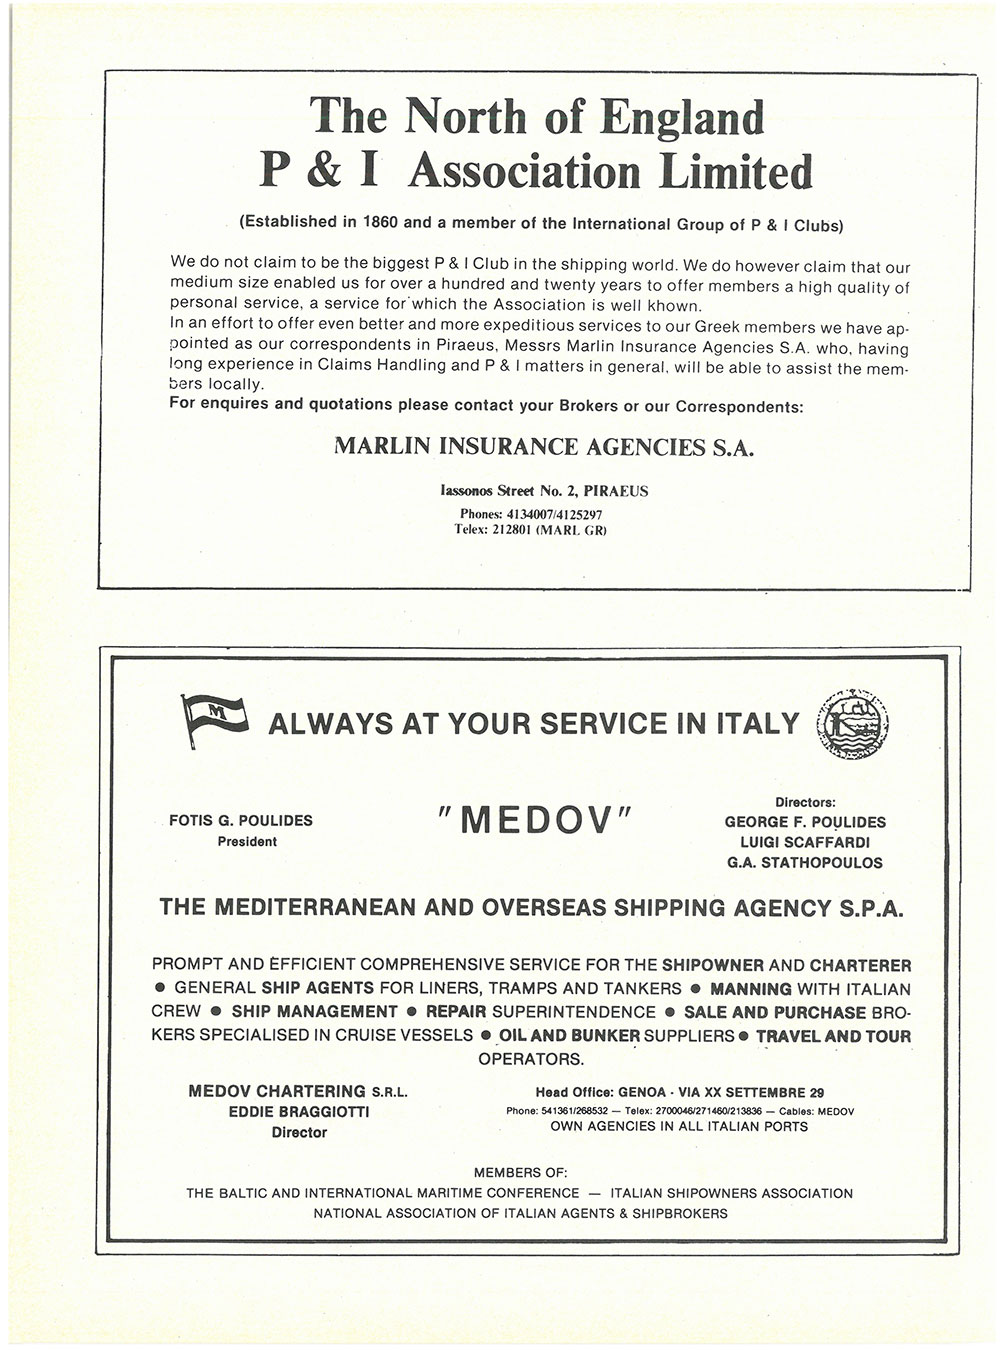 The North of England
P & I Association Limited
(Established in 1860 and a member of the International Group of P & I Clubs)
We do not claim to be the biggest P & I Club in the shipping world. We do however claim that our
medium size enabled us for over a hundred and twenty years to offer members a high quality of
personal service, a service for which the Association is well khown.
In an effort to offer even better and more expeditious services to our Greek members we have ap-
pointed as our correspondents in Piraeus, Messrs Marlin Insurance Agencies S.A. who, having
long experience in Claims Handling and P & I matters in general, will be able to assist the mem-
bers locally.
For enquires and quotations please contact your Brokers or our Correspondents:
MARLIN INSURANCE AGENCIES S.A.
Iassonos Street No. 2, PIRAEUS
Phones: 4134007/4125297
Telex: 212801 (MARL GR)
M
ALWAYS AT YOUR SERVICE IN ITALY
FOTIS G. POULIDES
President
"MEDOV"
Directors:
GEORGE F. POULIDES
LUIGI SCAFFARDI
G.A. STATHOPOULOS
THE MEDITERRANEAN AND OVERSEAS SHIPPING AGENCY S.P.A.
PROMPT AND EFFICIENT COMPREHENSIVE SERVICE FOR THE SHIPOWNER AND CHARTERER
● GENERAL SHIP AGENTS FOR LINERS, TRAMPS AND TANKERS ● MANNING WITH ITALIAN
CREW ● SHIP MANAGEMENT ● REPAIR SUPERINTENDENCE ● SALE AND PURCHASE BRO-
KERS SPECIALISED IN CRUISE VESSELS ● OIL AND BUNKER SUPPLIERS ● TRAVEL AND TOUR
OPERATORS.
MEDOV CHARTERING S.R.L.
EDDIE BRAGGIOTTI
Director
Head Office: GENOA - VIA XX SETTEMBRE 29
Phone: 541361/268532 — Telex: 2700046/271460/213836 — Cables: MEDOV
OWN AGENCIES IN ALL ITALIAN PORTS
MEMBERS OF:
THE BALTIC AND INTERNATIONAL MARITIME CONFERENCE — ITALIAN SHIPOWNERS ASSOCIATION
NATIONAL ASSOCIATION OF ITALIAN AGENTS & SHIPBROKERS